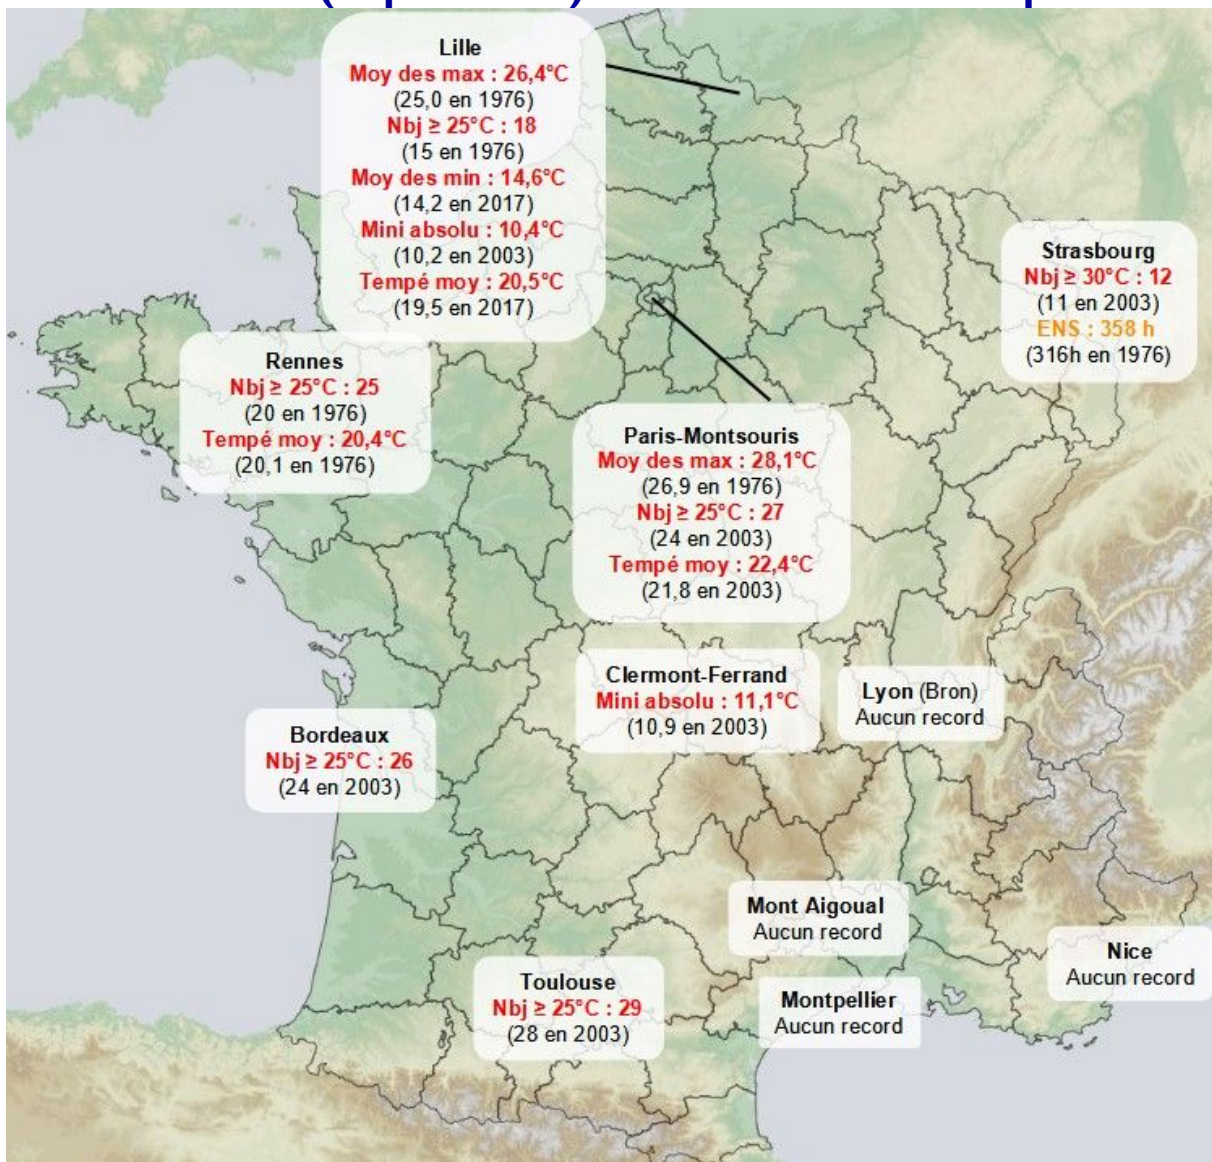 Lille
Moy des max : 26,4°C
(25,0 en 1976)
Nbj ≥ 25°C : 18
(15 en 1976)
Moy des min : 14,6°C
(14,2 en 2017)
Mini absolu : 10,4°C
(10,2 en 2003)
Tempé moy : 20,5°C
(19,5 en 2017)
Strasbourg
Nbj ≥ 30°C : 12
(11 en 2003)
ENS : 358 h
(316h en 1976)
Rennes
Nbj ≥ 25°C : 25
(20 en 1976)
Tempé moy : 20,4°C
(20,1 en 1976)
Paris-Montsouris
Moy des max : 28,1°C
(26,9 en 1976)
Nbj ≥ 25°C : 27
(24 en 2003)
Tempé moy : 22,4°C
(21,8 en 2003)
Clermont-Ferrand
Mini absolu : 11,1°C
(10,9 en 2003)
Lyon (Bron)
Aucun record
Bordeaux
Nbj ≥ 25°C : 26
(24 en 2003)
Mont Aigoual
Aucun record
Nice
Aucun record
Toulouse
Nbj ≥ 25°C : 29
(28 en 2003)
Montpellier
Aucun record